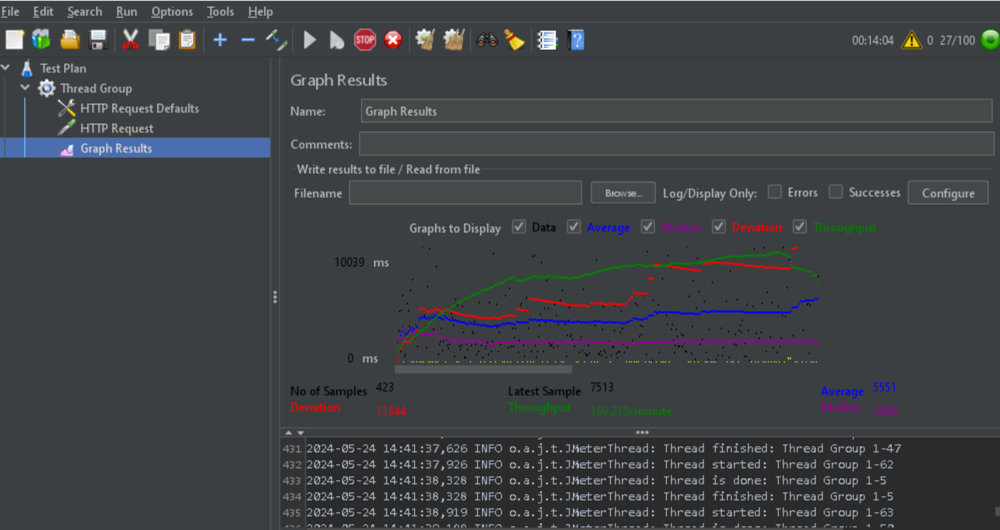 File Edit Search Run Options Tools Help
STOP
?
00:14:04 0 27/100
Test Plan
Thread Group
HTTP Request Defaults
HTTP Request
Graph Results
Graph Results
Name: Graph Results
Comments:
Write results to file / Read from file
Filename Browse... Log/Display Only: Errors Successes Configure
Graphs to Display Data Average Median Deviation Throughput
10039 ms
0 ms
No of Samples 423 Latest Sample 7513 Average 5551
Deviation 11544 Throughput 160.215/minute Median 1890
431 2024-05-24 14:41:37,626 INFO o.a.j.t.JMeterThread: Thread finished: Thread Group 1-47
432 2024-05-24 14:41:37,926 INFO o.a.j.t.JMeterThread: Thread started: Thread Group 1-62
433 2024-05-24 14:41:38,328 INFO o.a.j.t.JMeterThread: Thread is done: Thread Group 1-5
434 2024-05-24 14:41:38,328 INFO o.a.j.t.JMeterThread: Thread finished: Thread Group 1-5
435 2024-05-24 14:41:38,919 INFO o.a.j.t.JMeterThread: Thread started: Thread Group 1-63